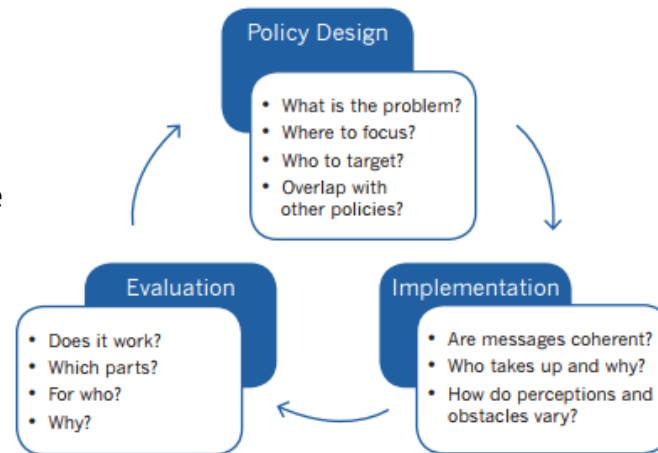 Policy Design
• What is the problem?
• Where to focus?
• Who to target?
• Overlap with
other policies?
e
Evaluation
• Does it work?
• Which parts?
• For who?
• Why?
Implementation
• Are messages coherent?
• Who takes up and why?
• How do perceptions and
obstacles vary?